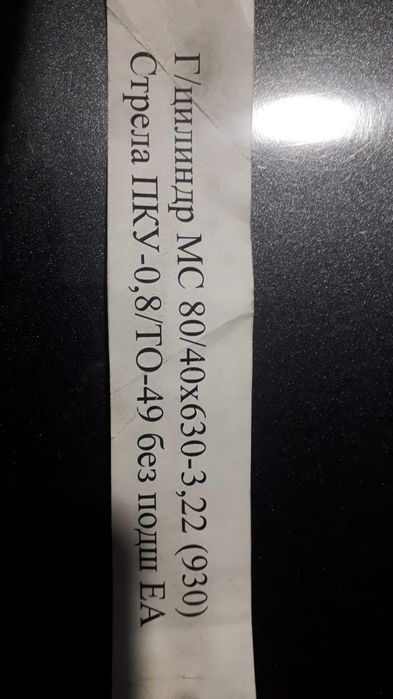 Г/цилиндр МС 80/40х630-3,22 (930)
Стрела ПКУ-0,8/ТО-49 без подш ЕА